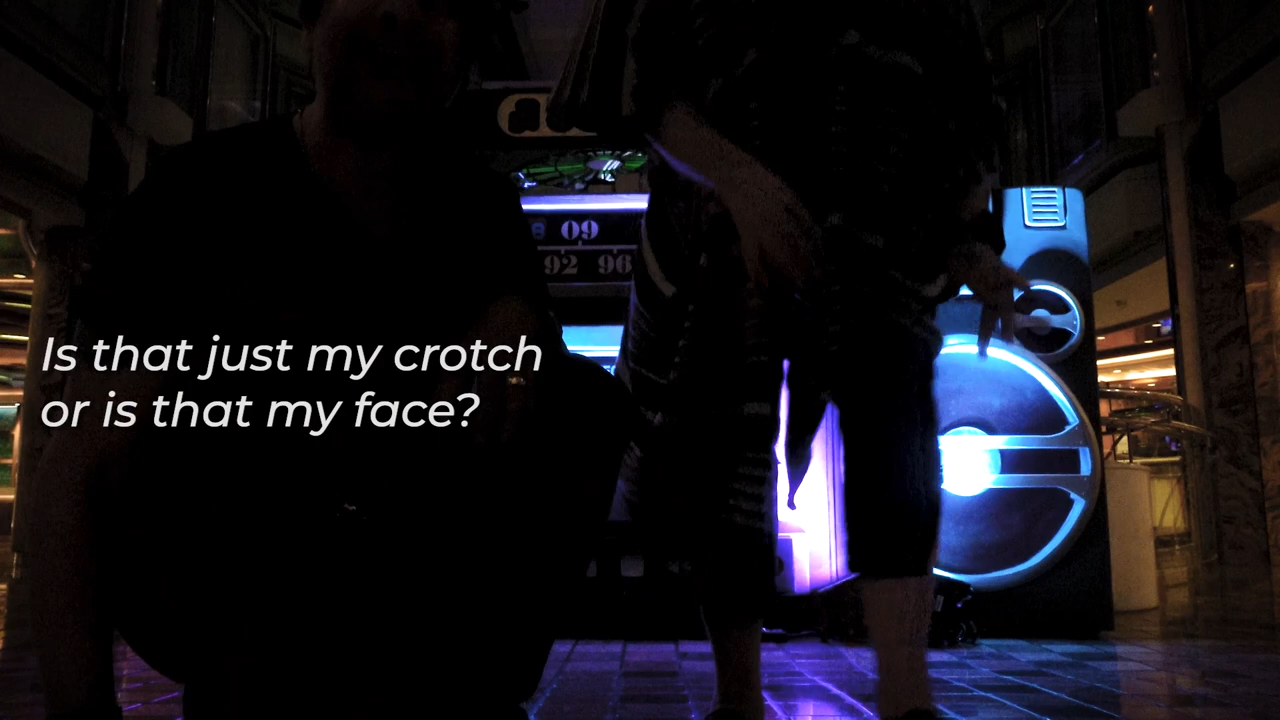 09
92 96
Is that just my crotch
or is that my face?